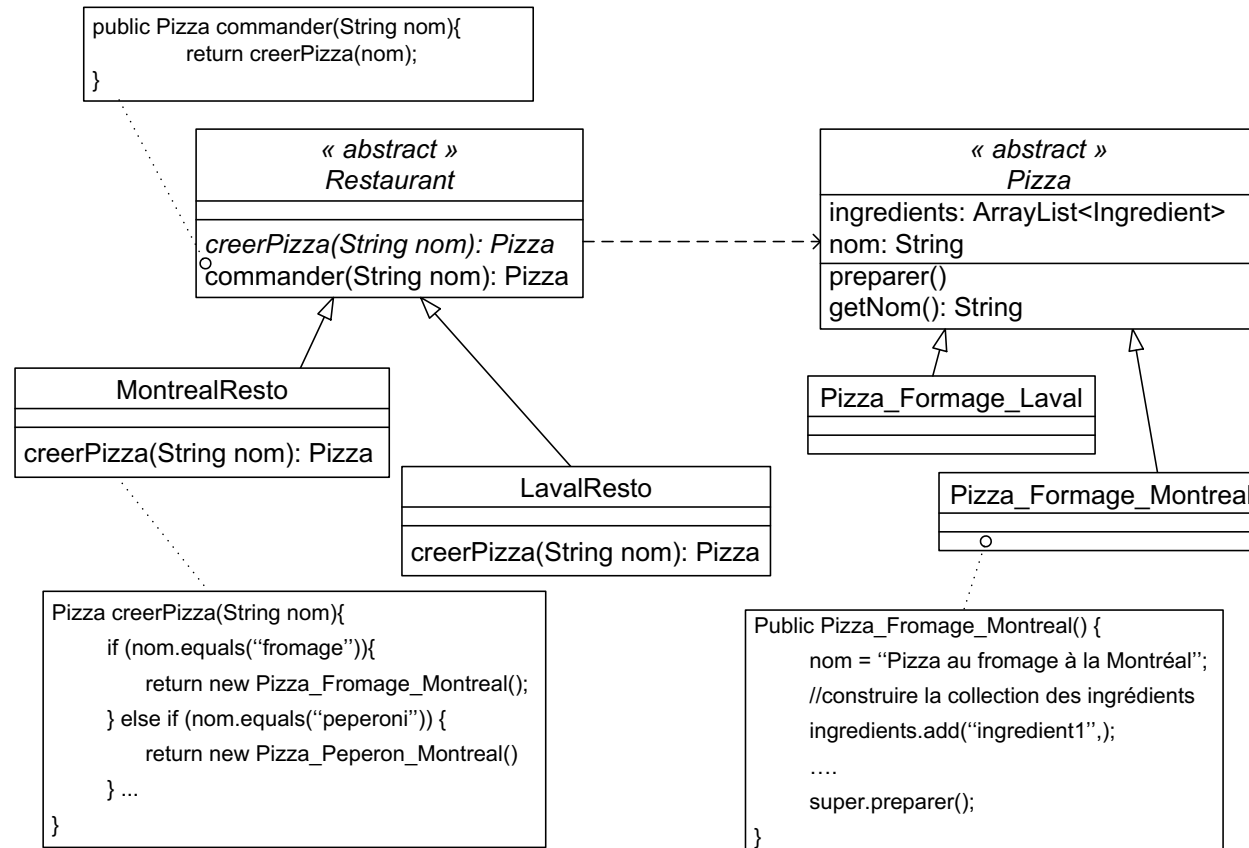 public Pizza commander(String nom){
return creerPizza(nom);
}
« abstract »
Restaurant
creerPizza(String nom): Pizza
commander(String nom): Pizza
« abstract »
Pizza
ingredients: ArrayList<Ingredient>
nom: String
preparer()
getNom(): String
MontrealResto
creerPizza(String nom): Pizza
LavalResto
creerPizza(String nom): Pizza
Pizza_Formage_Laval
Pizza_Formage_Montreal
Pizza creerPizza(String nom){
if (nom.equals(‘‘fromage’’)){
return new Pizza_Fromage_Montreal();
} else if (nom.equals(‘‘peperoni’’)) {
return new Pizza_Peperon_Montreal()
} ...
}
Public Pizza_Fromage_Montreal() {
nom = ‘‘Pizza au fromage à la Montréal’’;
//construire la collection des ingrédients
ingredients.add(‘‘ingredient1’’,);
….
super.preparer();
}